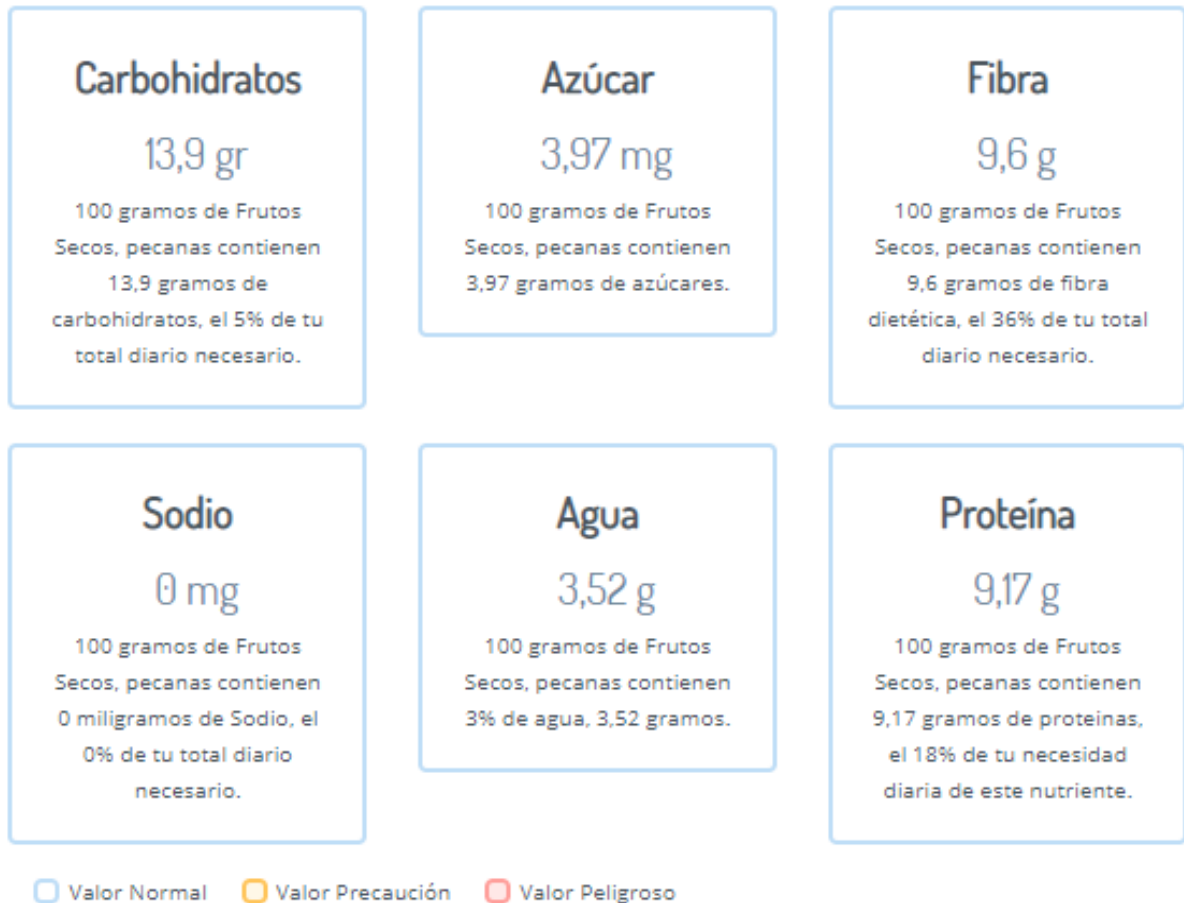 Carbohidratos
13,9 gr
100 gramos de Frutos
Secos, pecanas contienen
13,9 gramos de
carbohidratos, el 5% de tu
total diario necesario.
Azúcar
3,97 mg
100 gramos de Frutos
Secos, pecanas contienen
3,97 gramos de azúcares.
Fibra
9,6 g
100 gramos de Frutos
Secos, pecanas contienen
9,6 gramos de fibra
dietética, el 36% de tu total
diario necesario.
Sodio
0 mg
100 gramos de Frutos
Secos, pecanas contienen
0 miligramos de Sodio, el
0% de tu total diario
necesario.
Agua
3,52 g
100 gramos de Frutos
Secos, pecanas contienen
3% de agua, 3,52 gramos.
Proteína
9,17 g
100 gramos de Frutos
Secos, pecanas contienen
9,17 gramos de proteinas,
el 18% de tu necesidad
diaria de este nutriente.
Valor Normal Valor Precaución Valor Peligroso